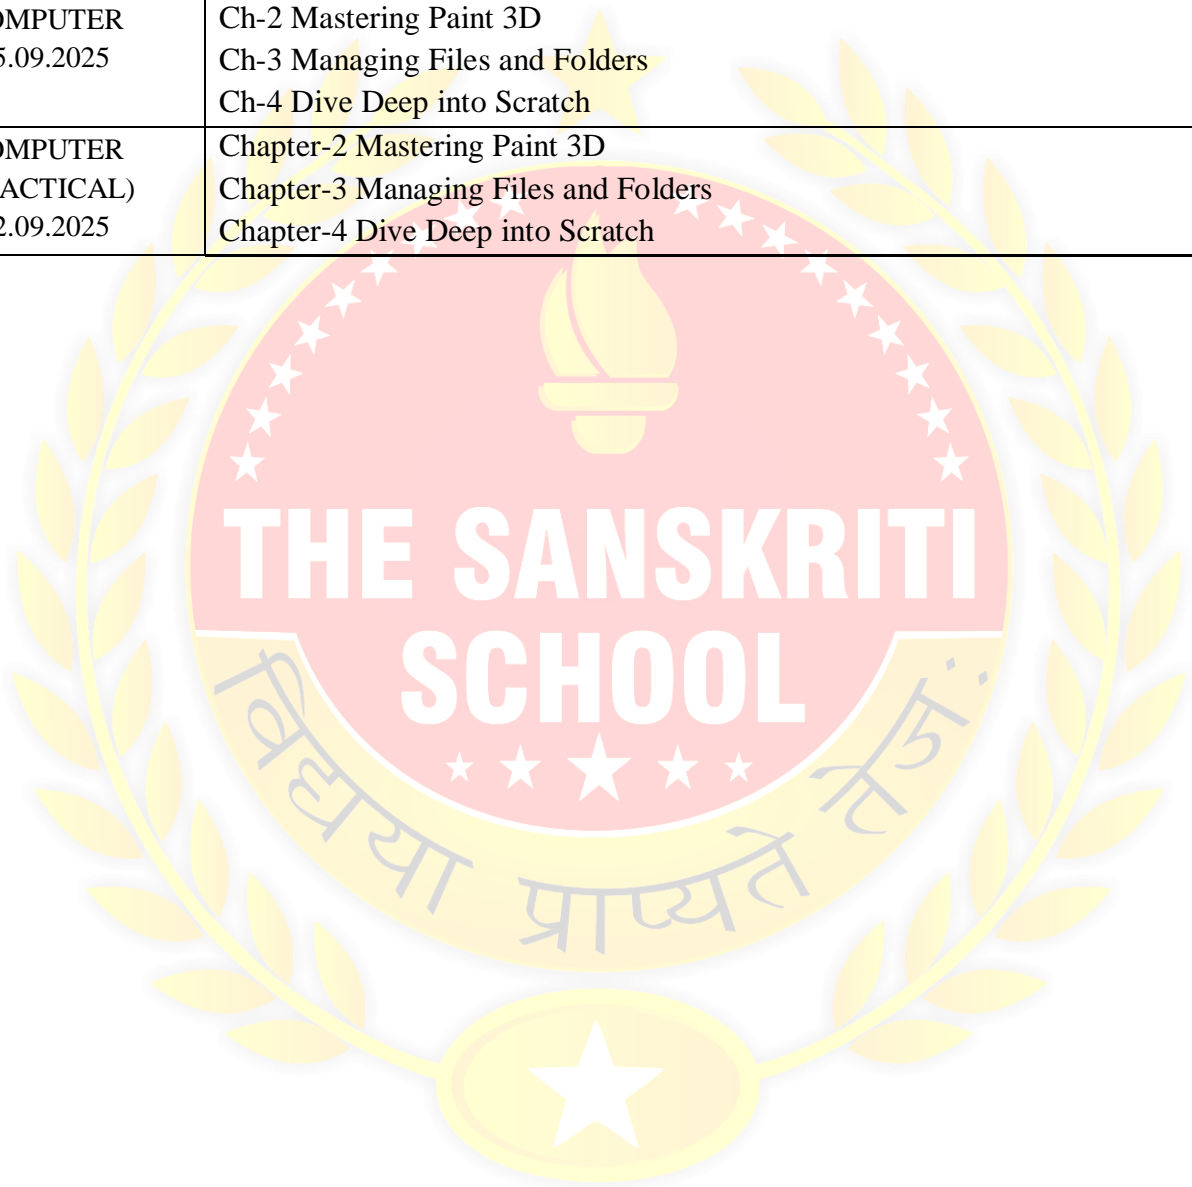 OMPUTER
5.09.2025
Ch-2 Mastering Paint 3D
Ch-3 Managing Files and Folders
Ch-4 Dive Deep into Scratch
OMPUTER
ACTICAL)
2.09.2025
Chapter-2 Mastering Paint 3D
Chapter-3 Managing Files and Folders
Chapter-4 Dive Deep into Scratch
THE SANSKRITI
SCHOOL
विद्यया प्राप्यते तेजः